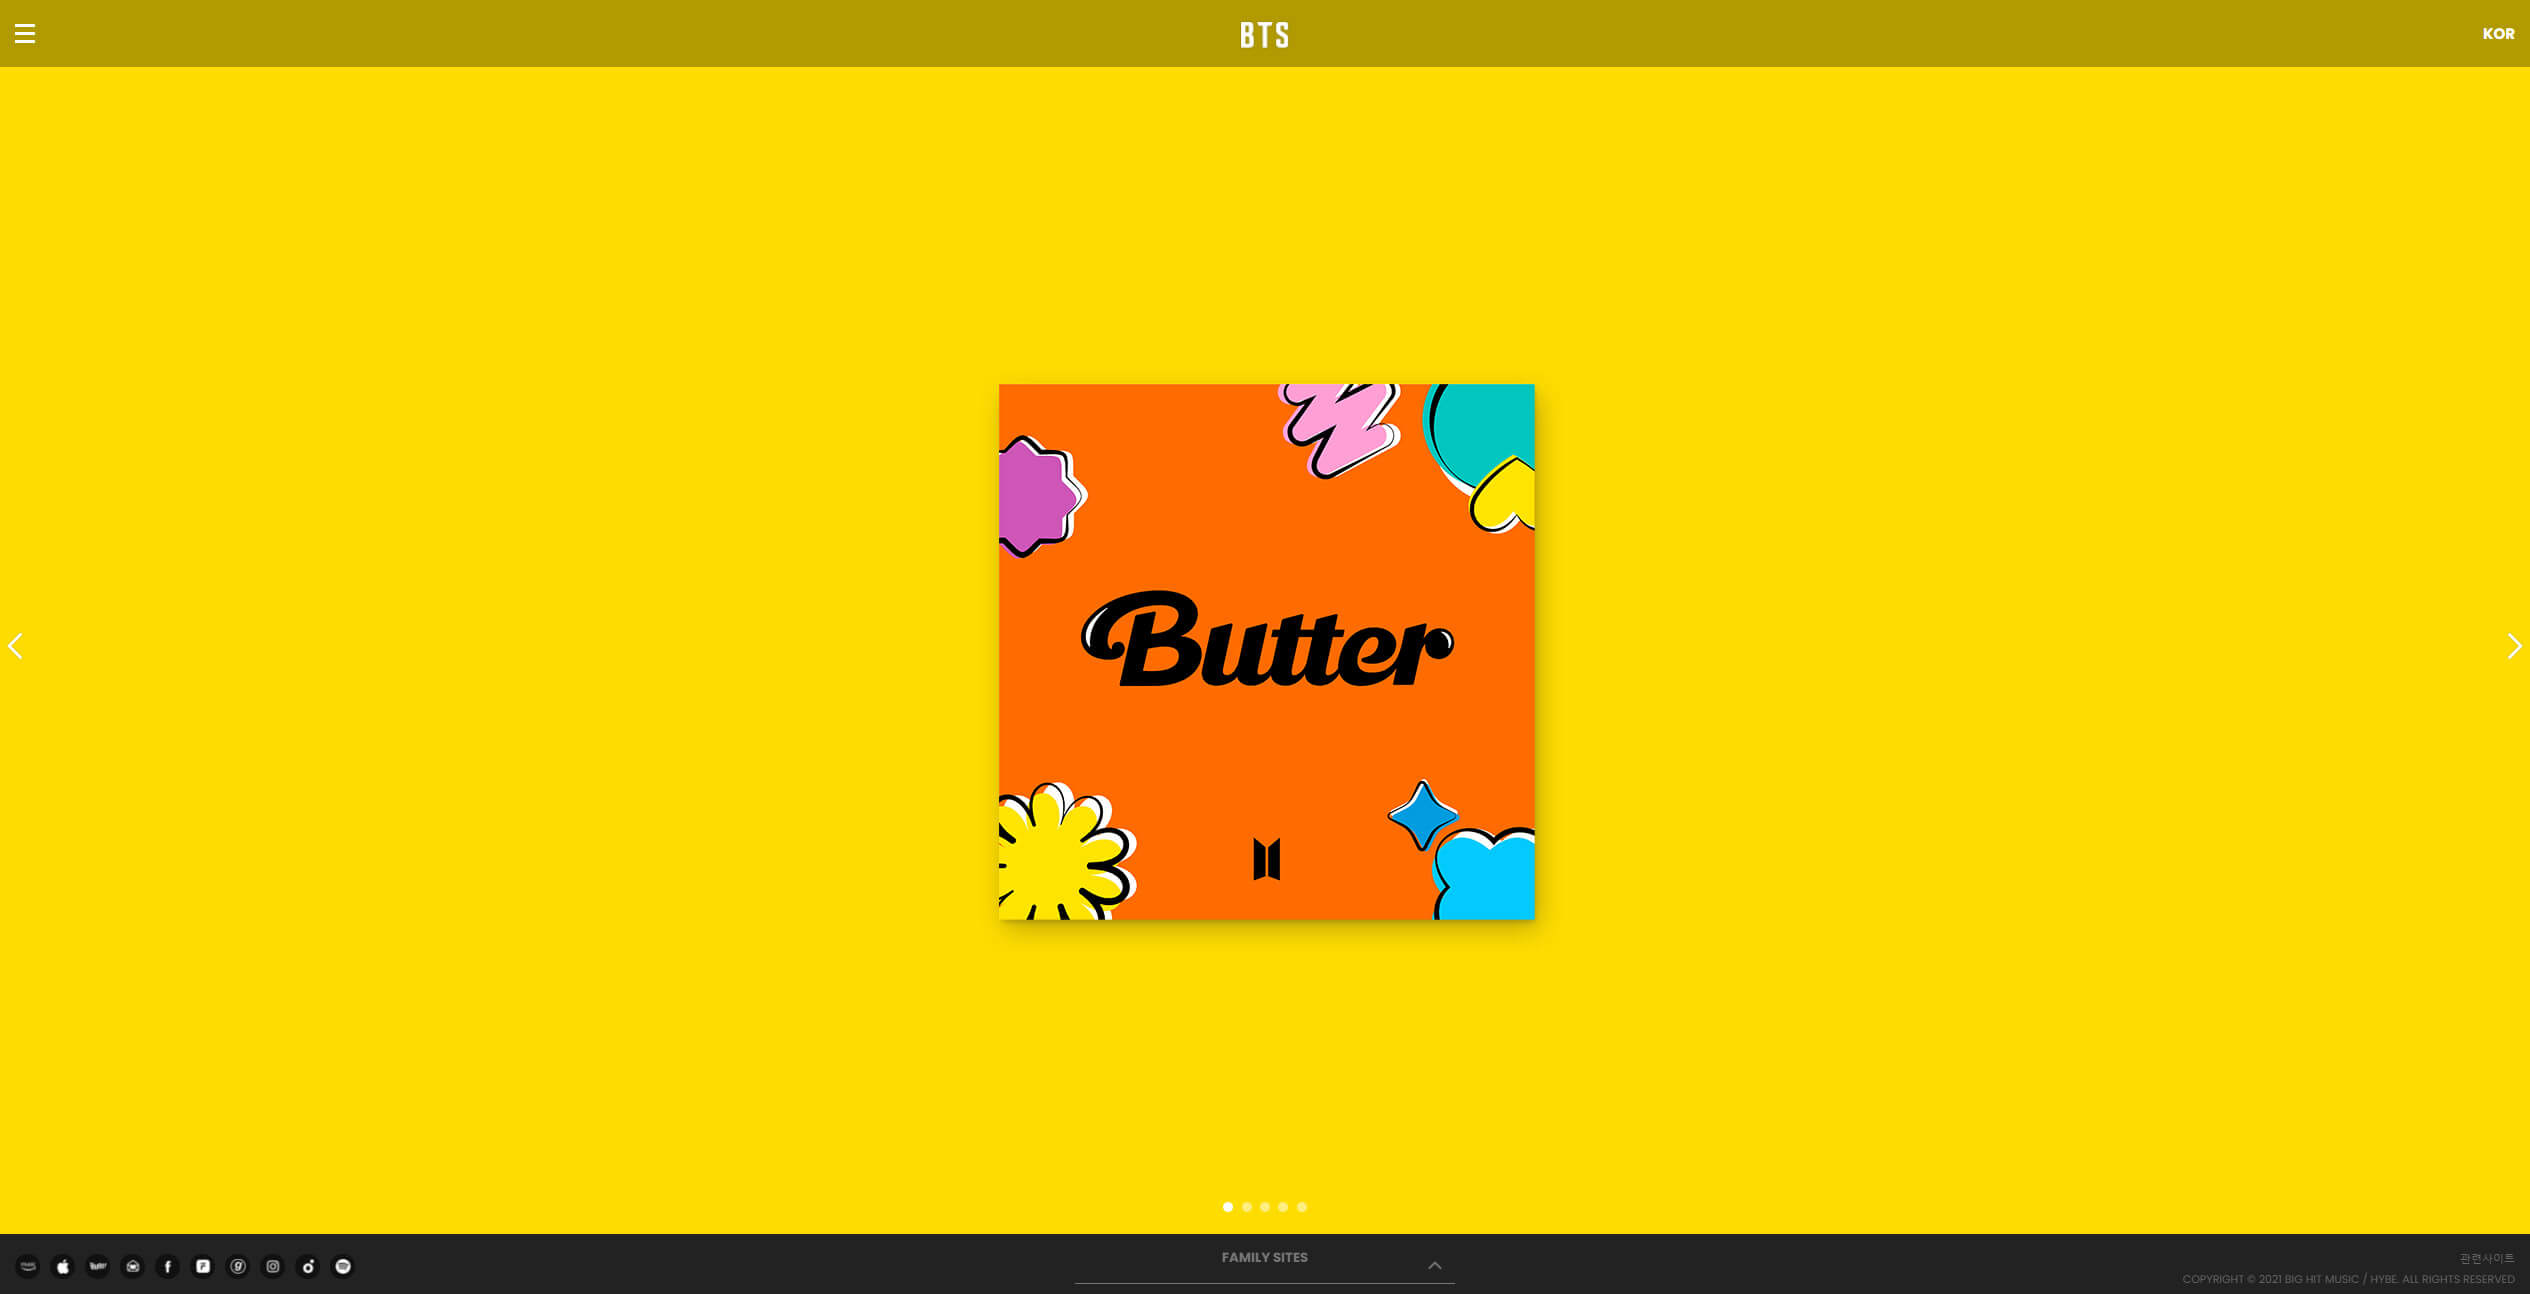 BTS
KOR
Butter
FAMILY SITES
관련사이트
COPYRIGHT © 2021 BIG HIT MUSIC / HYBE. ALL RIGHTS RESERVED